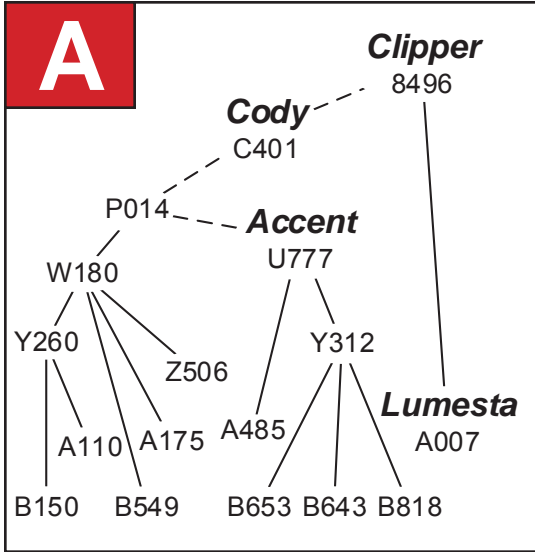 A
Clipper
8496
Cody
C401
P014
Accent
U777
W180
Y260
Y312
Z506
Lumesta
A007
A485
A175
A110
B150
B549
B653
B643
B818